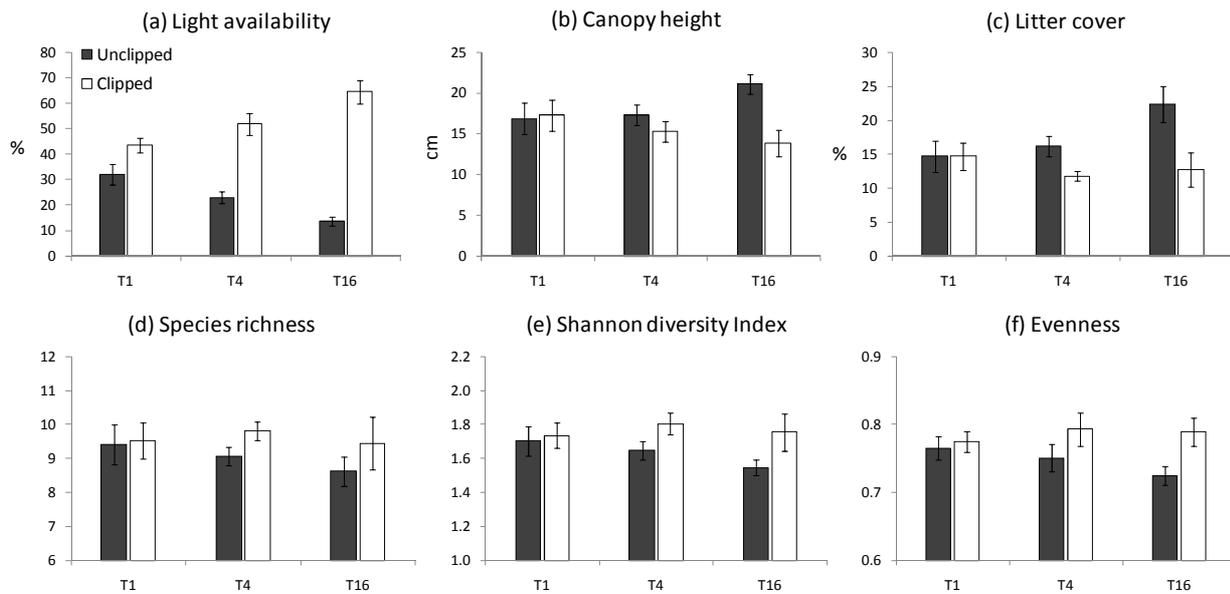 (a) Light availability
80
70
60
50
40
30
20
10
0
%
Unclipped
Clipped
T1 T4 T16
(b) Canopy height
25
20
15
10
5
0
cm
T1 T4 T16
(c) Litter cover
30
25
20
15
10
5
0
%
T1 T4 T16
(d) Species richness
12
11
10
9
8
7
6
T1 T4 T16
(e) Shannon diversity Index
2.2
2.0
1.8
1.6
1.4
1.2
1.0
T1 T4 T16
(f) Evenness
0.9
0.8
0.7
0.6
T1 T4 T16